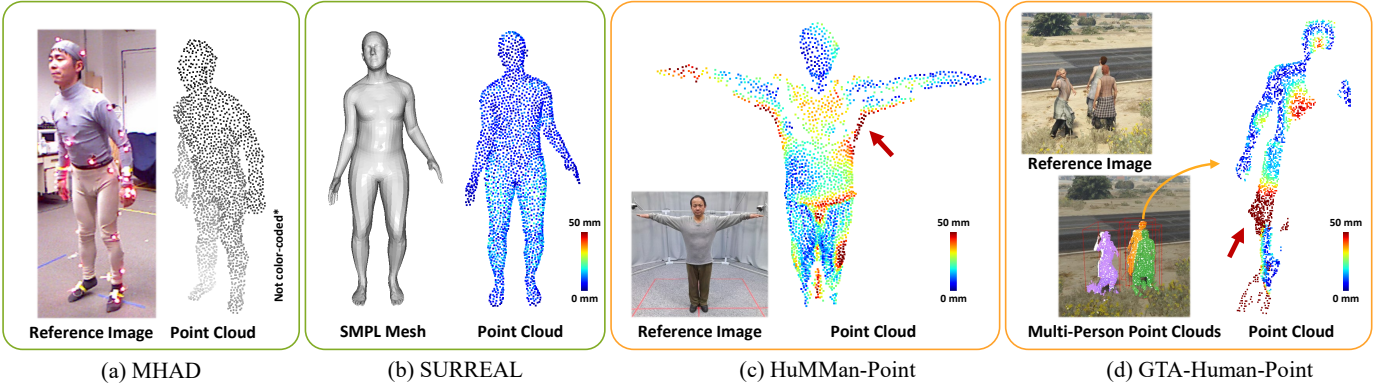 Reference Image
Point Cloud
Not color-coded*
(a) MHAD
SMPL Mesh
Point Cloud
50 mm
0 mm
(b) SURREAL
Reference Image
Point Cloud
50 mm
0 mm
(c) HuMMan-Point
Reference Image
Multi-Person Point Clouds
Point Cloud
50 mm
0 mm
(d) GTA-Human-Point